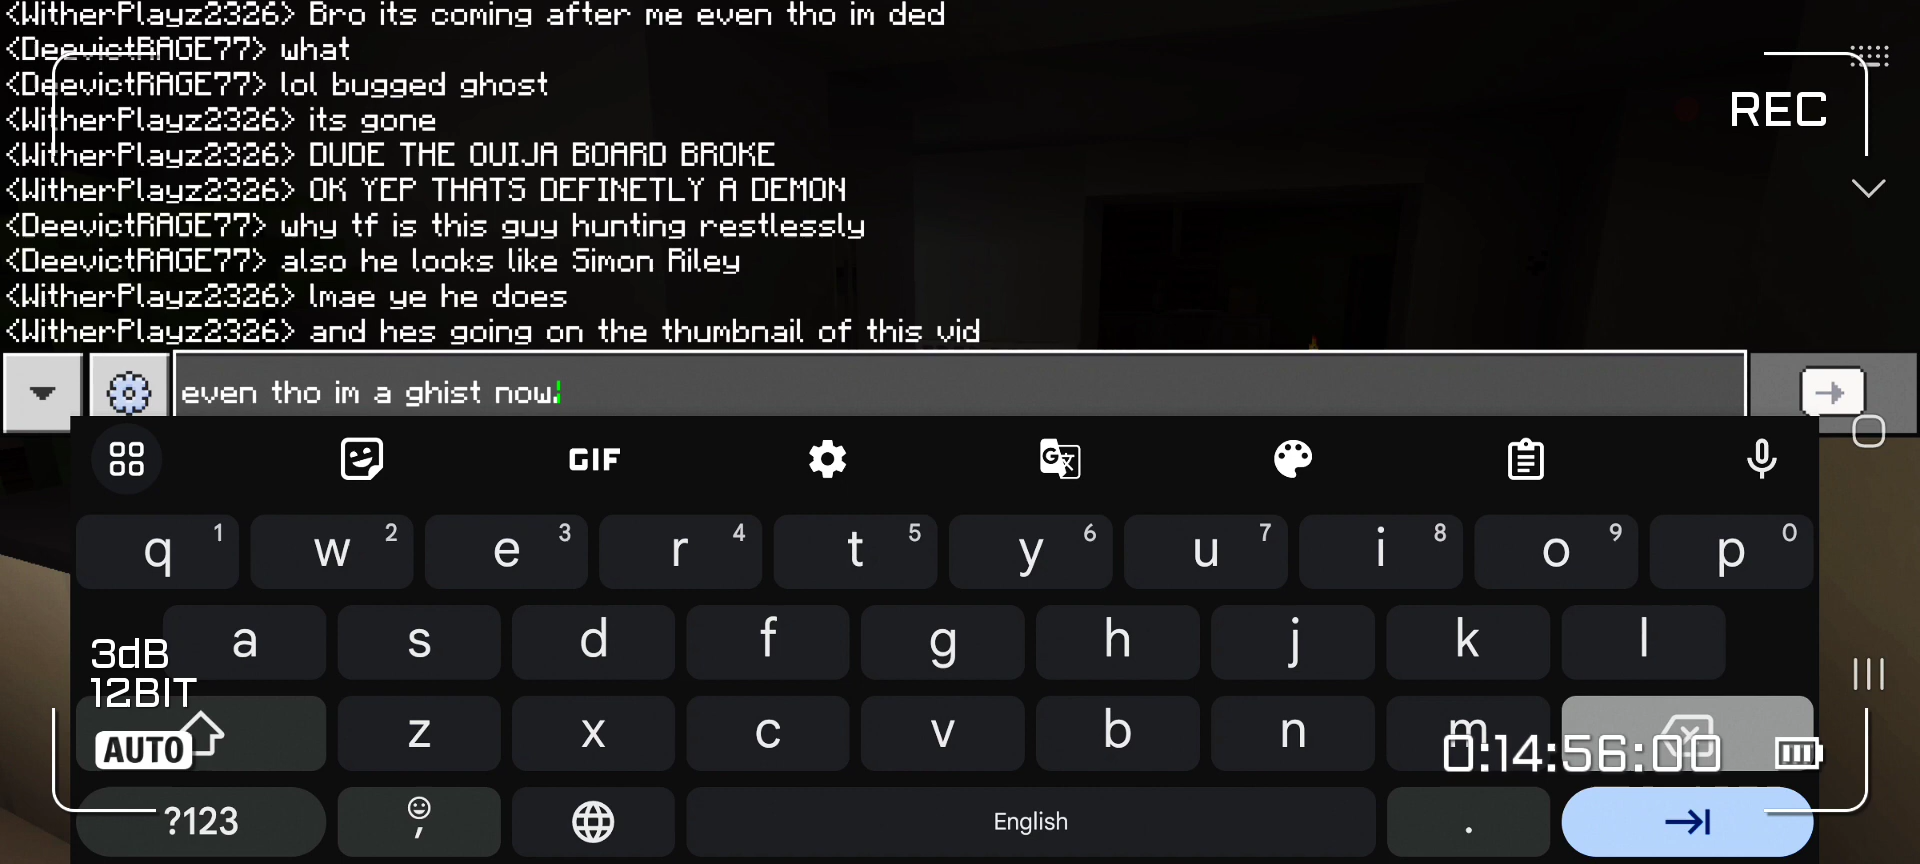 <WitherPlayz2326> Bro its coming after me even tho im ded
<DeevictRAGE77> what
<DeevictRAGE77> lol bugged ghost
<WitherPlayz2326> its gone
<WitherPlayz2326> DUDE THE OUIJA BOARD BROKE
<WitherPlayz2326> OK YEP THATS DEFINETLY A DEMON
<DeevictRAGE77> why tf is this guy hunting restlessly
<DeevictRAGE77> also he looks like Simon Riley
<WitherPlayz2326> lmae ye he does
<WitherPlayz2326> and hes going on the thumbnail of this vid
REC
even tho im a ghist now.
GIF
q 1 w 2 e 3 r 4 t 5 y 6 u 7 i 8 o 9 p 0
a s d f g h j k l
3dB
12BIT
z x c v b n m
AUTO
0:14:56:00
?123 , English .